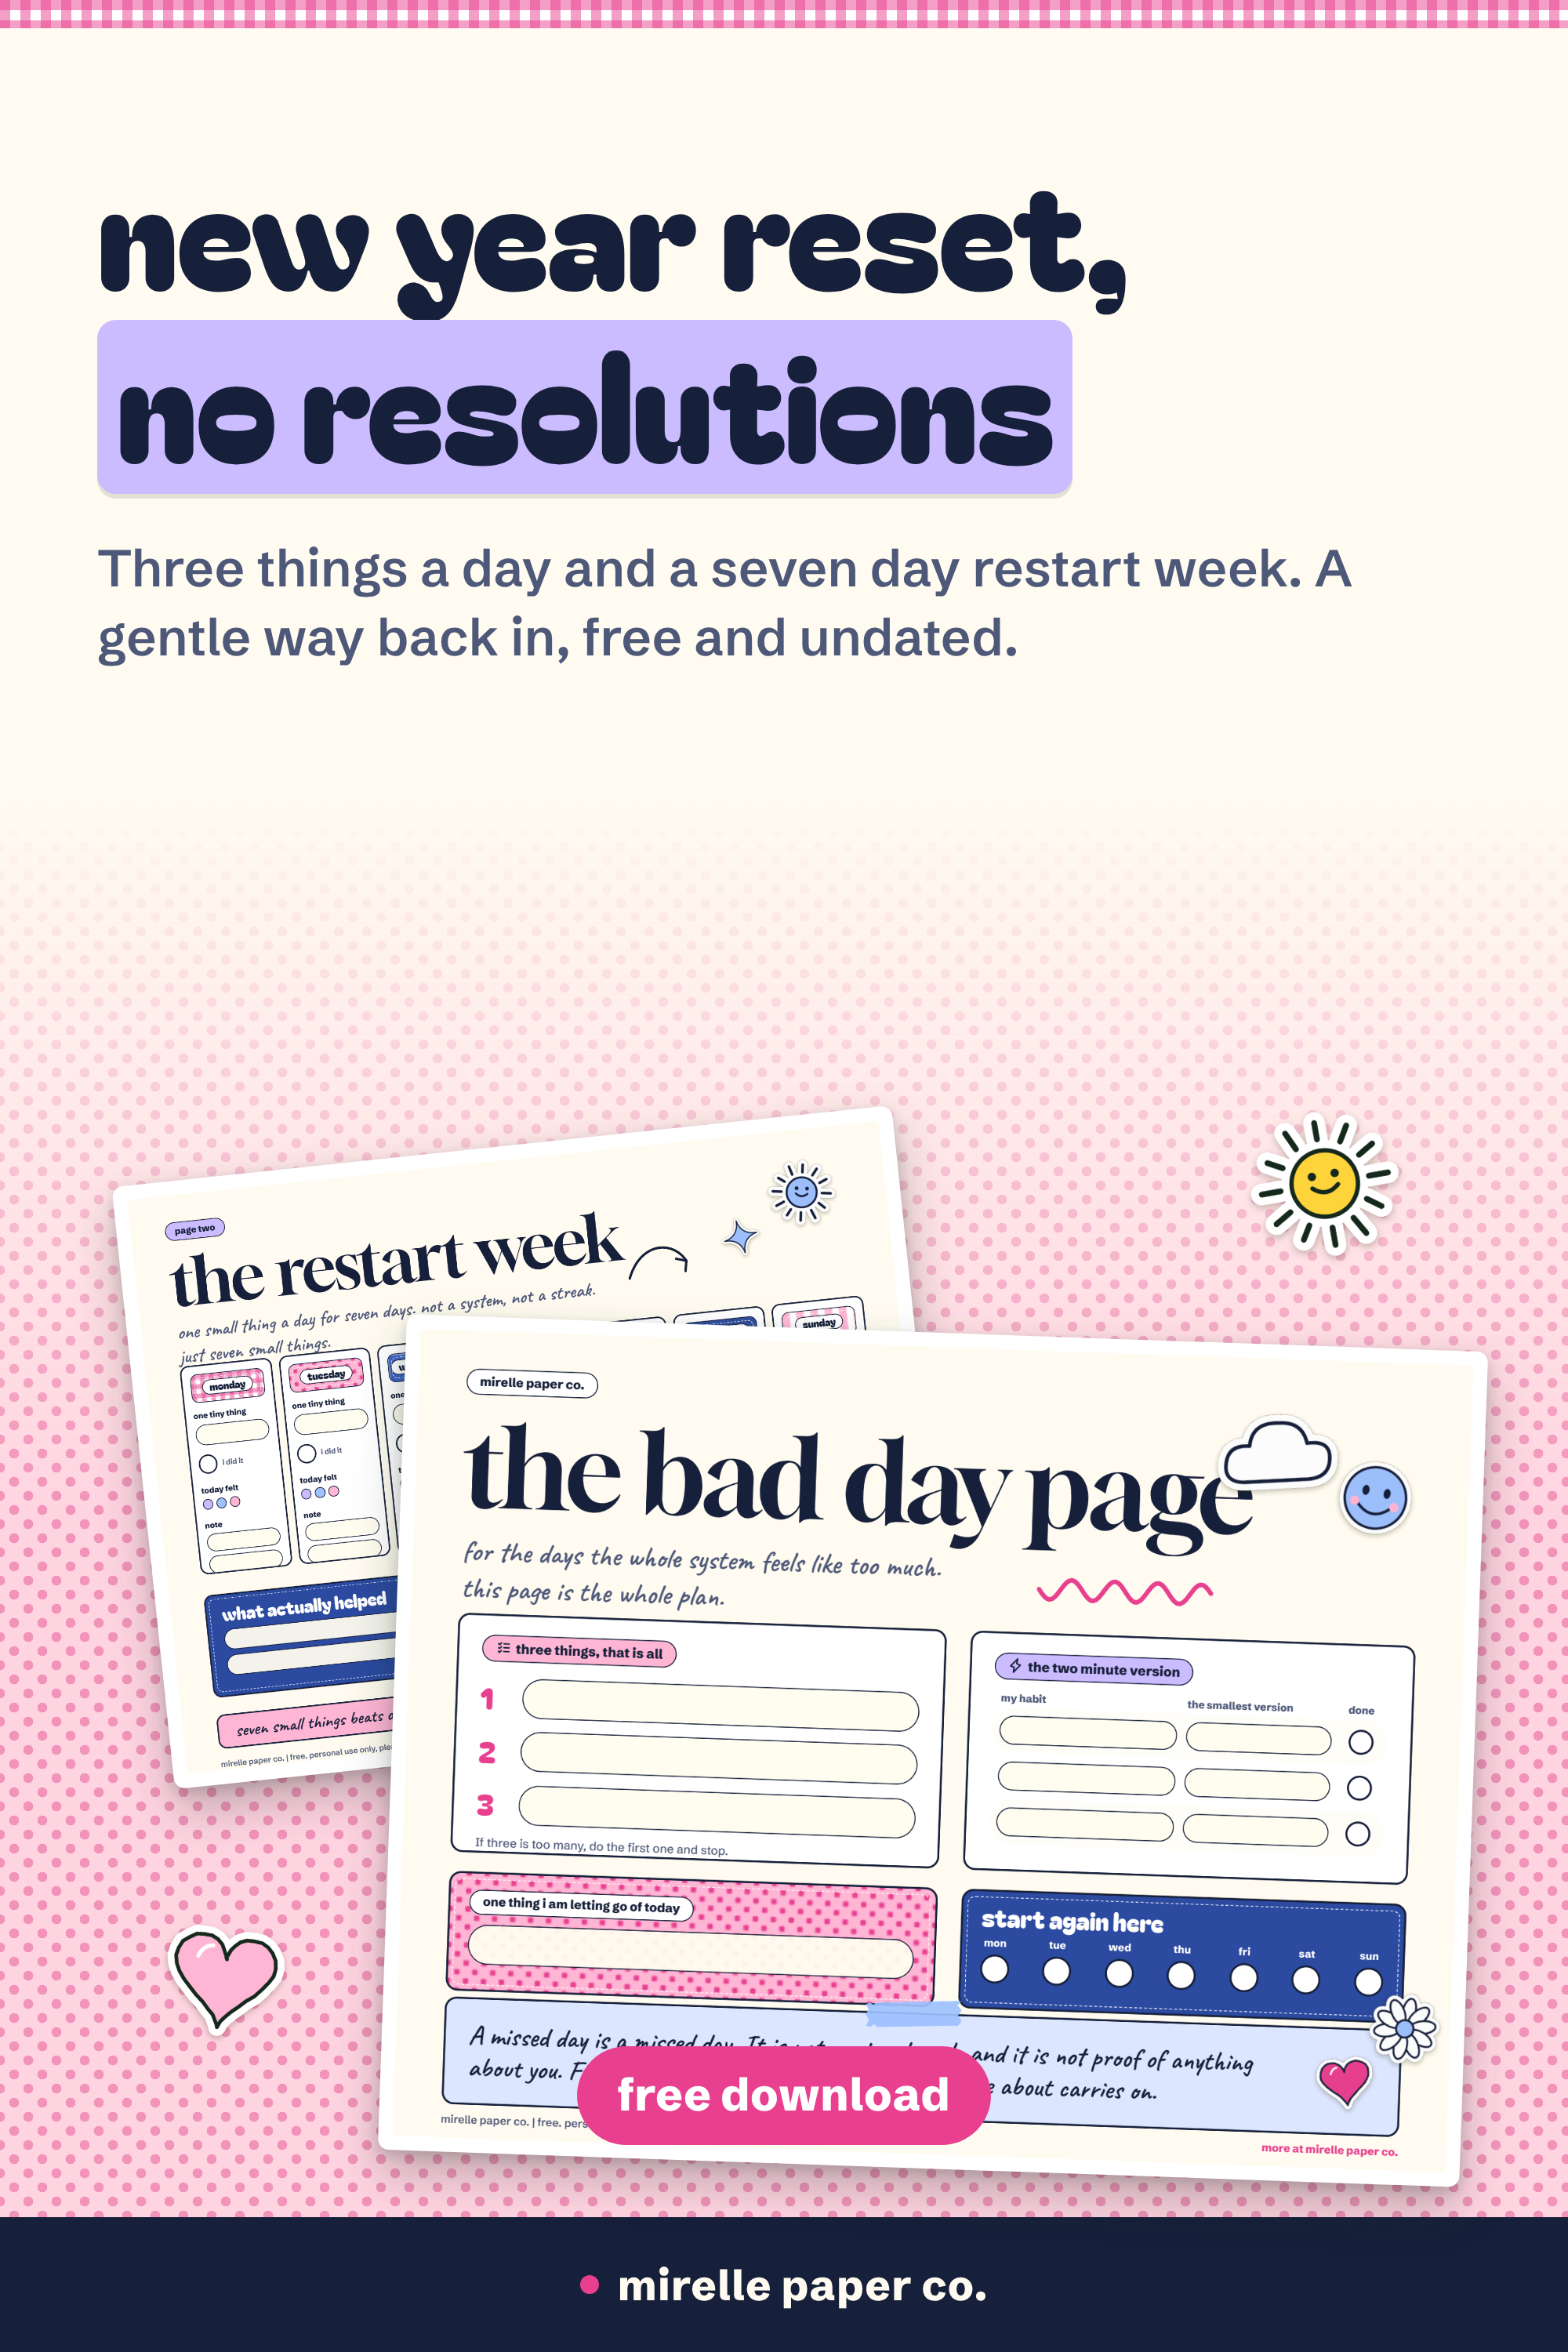 new year reset,
no resolutions
Three things a day and a seven day restart week. A
gentle way back in, free and undated.
page two
the restart week
one small thing a day for seven days. not a system, not a streak.
just seven small things.
monday
one tiny thing
i did it
today felt
note
tuesday
one tiny thing
i did it
today felt
note
sunday
what actually helped
seven small things beats
mirelle paper co. | free. personal use only,
mirelle paper co.
the bad day page
for the days the whole system feels like too much.
this page is the whole plan.
three things, that is all
1
2
3
If three is too many, do the first one and stop.
the two minute version
my habit the smallest version done
one thing i am letting go of today
start again here
mon tue wed thu fri sat sun
A missed day is a missed day. It is and it is not proof of anything
about you. about carries on.
mirelle paper co. | free.
more at mirelle paper co.
free download
mirelle paper co.